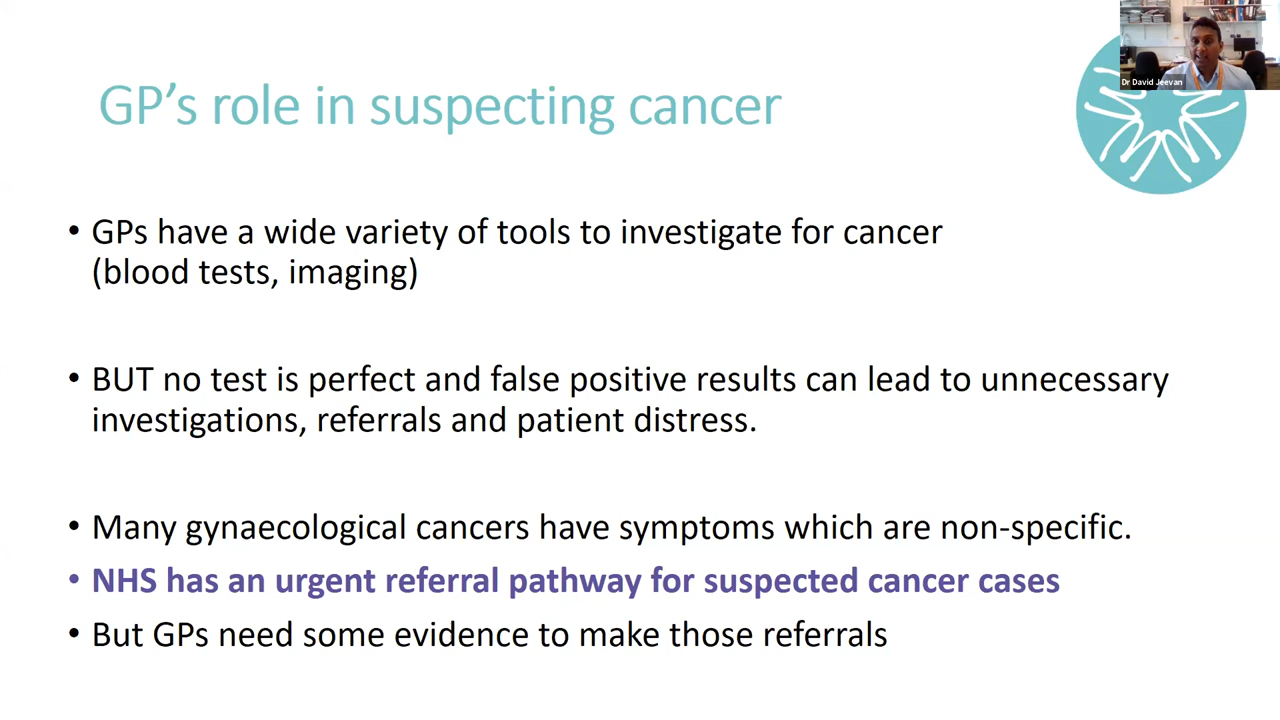 Dr David Jeevan
GP's role in suspecting cancer
• GPs have a wide variety of tools to investigate for cancer
(blood tests, imaging)
• BUT no test is perfect and false positive results can lead to unnecessary
investigations, referrals and patient distress.
• Many gynaecological cancers have symptoms which are non-specific.
• NHS has an urgent referral pathway for suspected cancer cases
• But GPs need some evidence to make those referrals